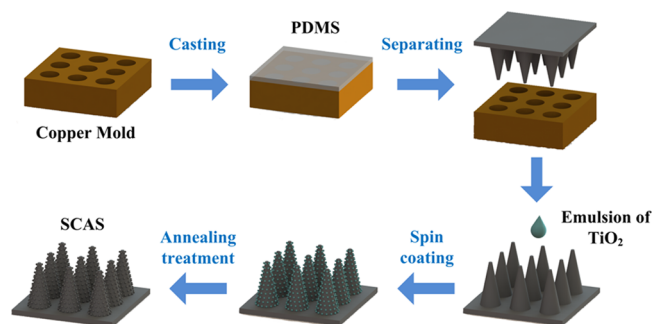 Casting
PDMS
Separating
Copper Mold
SCAS
Annealing
treatment
Spin
coating
Emulsion of
TiO₂